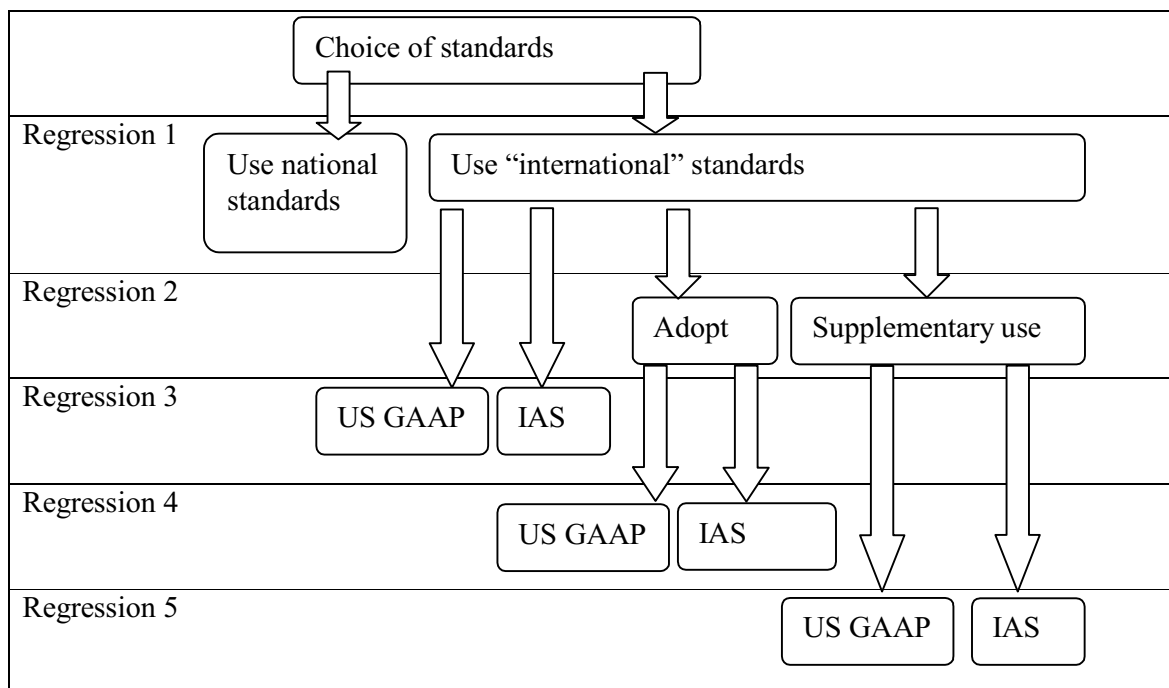 Choice of standards
Regression 1
Use national
standards
Use “international” standards
Regression 2
Adopt
Supplementary use
Regression 3
US GAAP
IAS
Regression 4
US GAAP
IAS
Regression 5
US GAAP
IAS